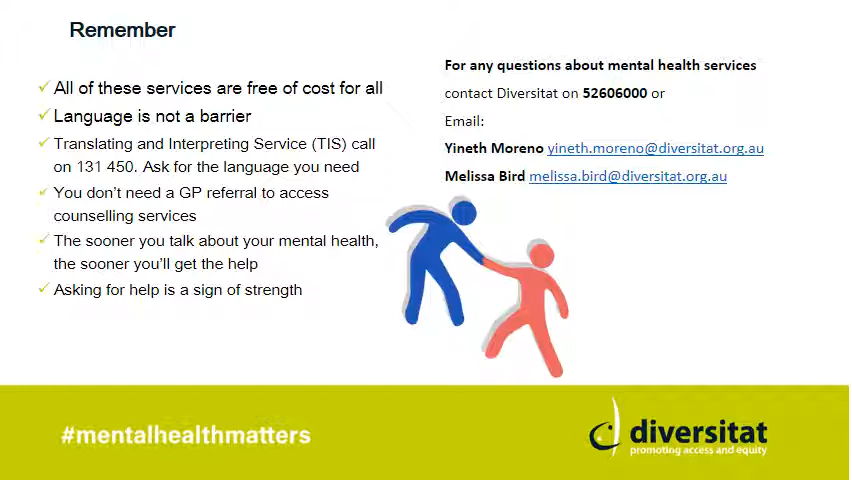 Remember
All of these services are free of cost for all
Language is not a barrier
Translating and Interpreting Service (TIS) call
on 131 450. Ask for the language you need
You don't need a GP referral to access
counselling services
The sooner you talk about your mental health,
the sooner you'll get the help
Asking for help is a sign of strength
For any questions about mental health services
contact Diversitat on 52606000 or
Email:
Yineth Moreno yineth.moreno@diversitat.org.au
Melissa Bird melissa.bird@diversitat.org.au
#mentalhealthmatters
diversitat
promoting access and equity